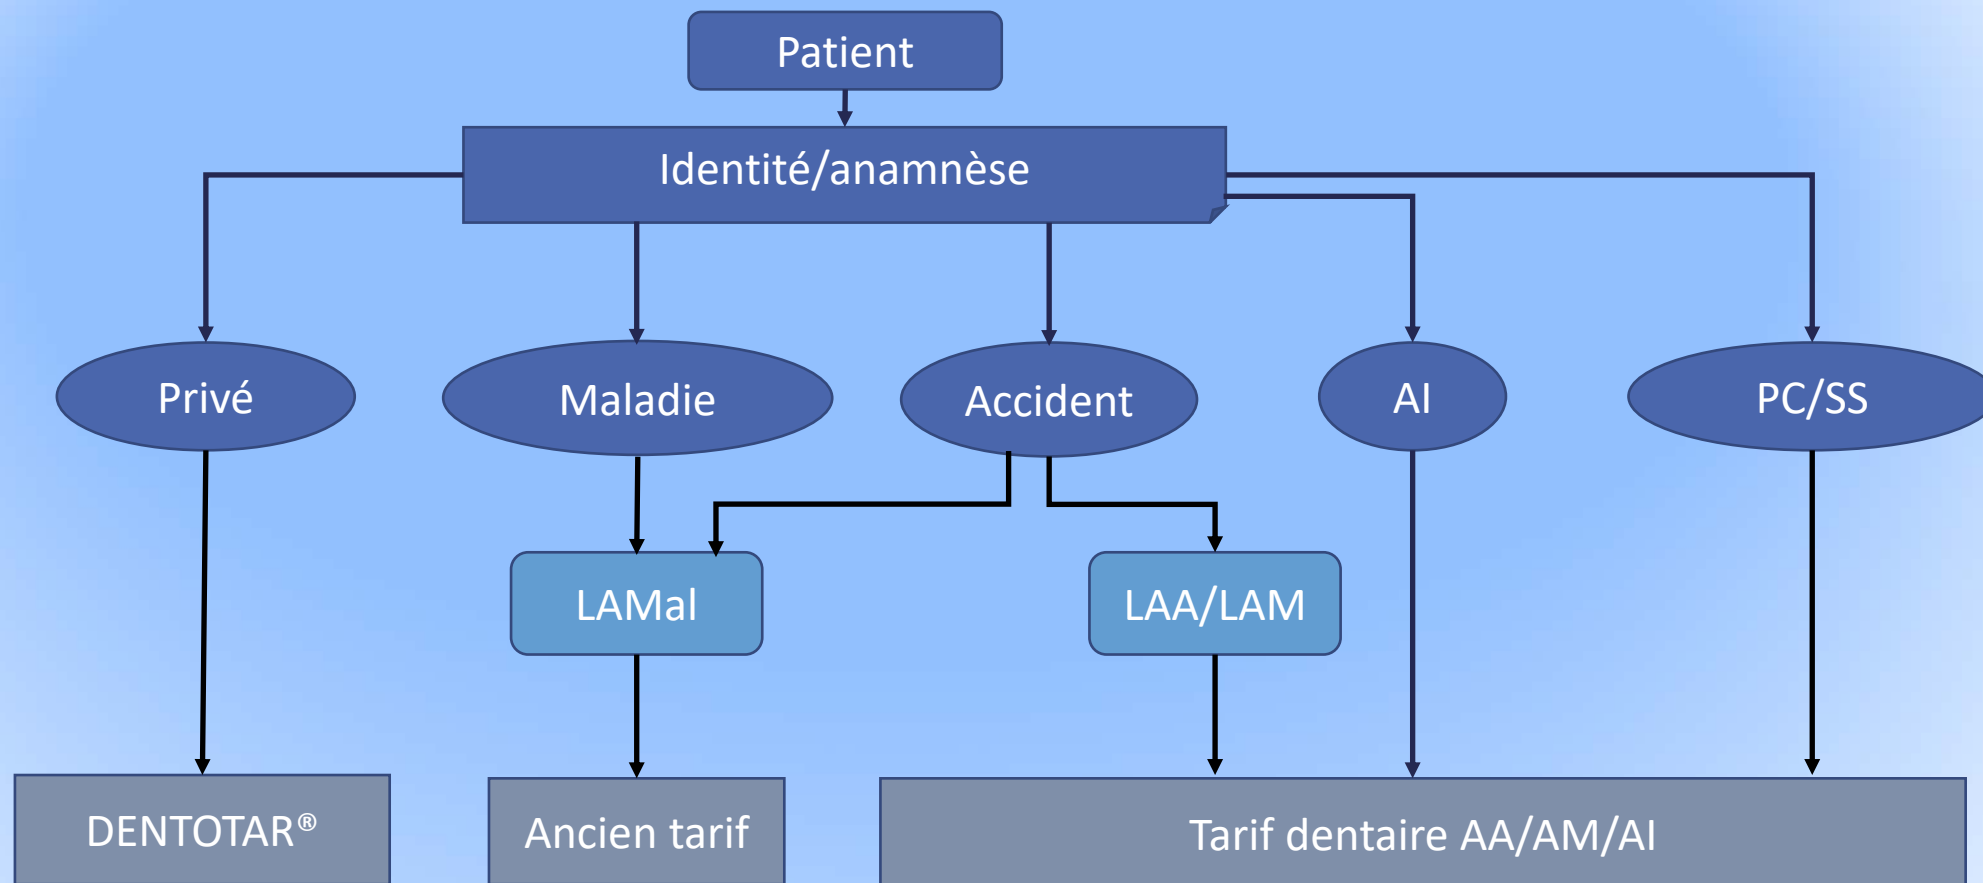 Patient
Identité/anamnèse
Privé
Maladie
Accident
AI
PC/SS
LAMal
LAA/LAM
DENTOTAR®
Ancien tarif
Tarif dentaire AA/AM/AI